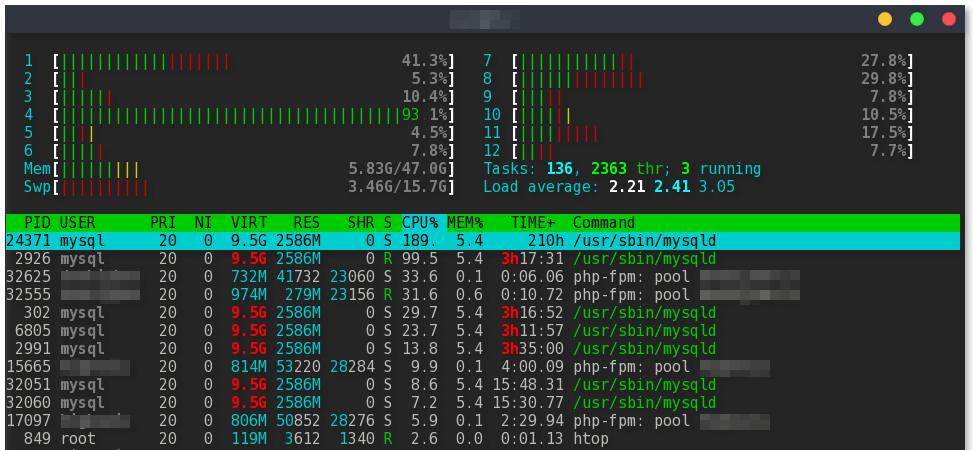 1 [|||||||||||||||||||41.3%] 7 [|||||||||||||27.8%]
2 [|||5.3%] 8 [||||||||||||||29.8%]
3 [||||||10.4%] 9 [|||||7.8%]
4 [||||||||||||||||||||||||||||||||||||||93.1%] 10 [||||||10.5%]
5 [||||4.5%] 11 [|||||||||17.5%]
6 [|||||7.8%] 12 [||||7.7%]
Mem[|||||||||5.83G/47.0G] Tasks: 136, 2363 thr; 3 running
Swp[||||||||||3.46G/15.7G] Load average: 2.21 2.41 3.05
PID USER PRI NI VIRT RES SHR S CPU% MEM% TIME+ Command
24371 mysql 20 0 9.5G 2586M 0 S 189. 5.4 210h /usr/sbin/mysqld
2926 mysql 20 0 9.5G 2586M 0 R 99.5 5.4 3h17:31 /usr/sbin/mysqld
32625 20 0 732M 41732 23060 S 33.6 0.1 0:06.06 php-fpm: pool
32555 20 0 974M 279M 23156 R 31.6 0.6 0:10.72 php-fpm: pool
302 mysql 20 0 9.5G 2586M 0 S 29.7 5.4 3h16:52 /usr/sbin/mysqld
6805 mysql 20 0 9.5G 2586M 0 S 23.7 5.4 3h11:57 /usr/sbin/mysqld
2991 mysql 20 0 9.5G 2586M 0 S 13.8 5.4 3h35:00 /usr/sbin/mysqld
15665 20 0 814M 53220 28284 S 9.9 0.1 4:00.09 php-fpm: pool
32051 mysql 20 0 9.5G 2586M 0 S 8.6 5.4 15:48.31 /usr/sbin/mysqld
32060 mysql 20 0 9.5G 2586M 0 S 7.2 5.4 15:30.77 /usr/sbin/mysqld
17097 20 0 806M 50852 28276 S 5.9 0.1 2:29.94 php-fpm: pool
849 root 20 0 119M 3612 1340 R 2.6 0.0 0:01.13 htop